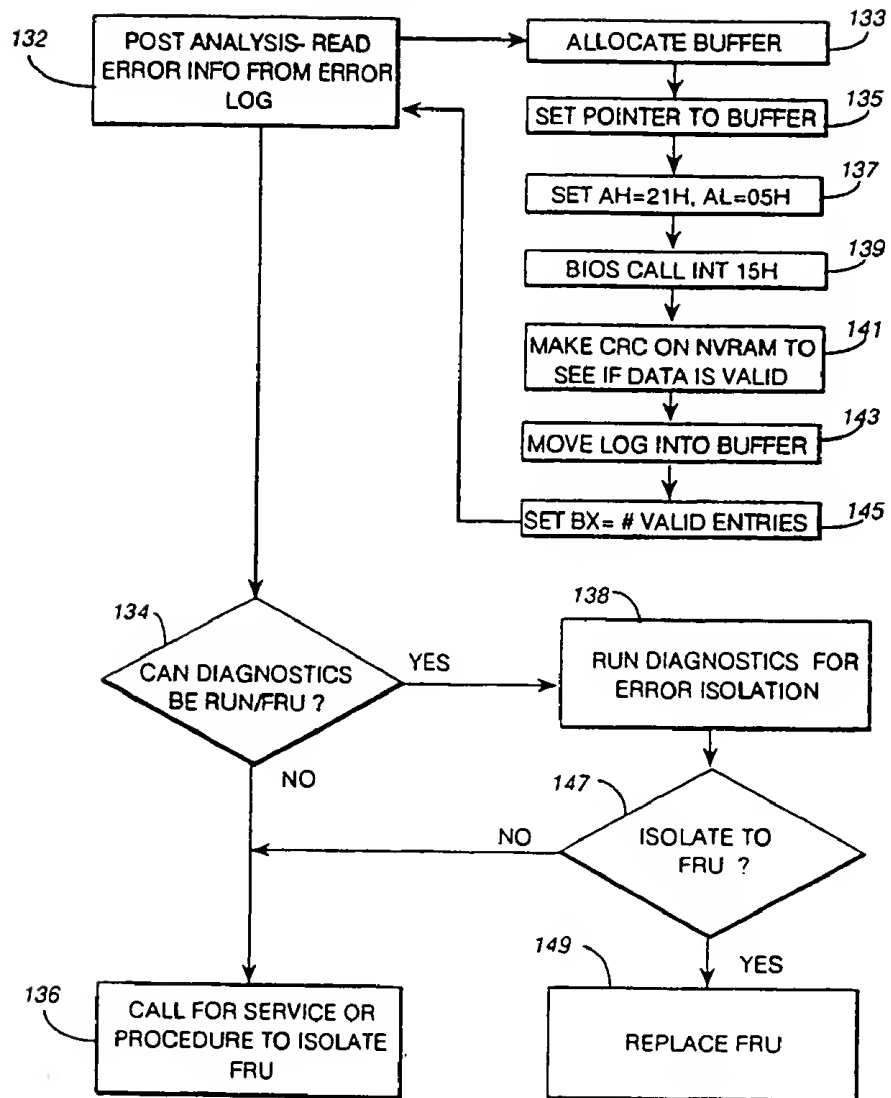 132
POST ANALYSIS- READ
ERROR INFO FROM ERROR
LOG
ALLOCATE BUFFER
133
SET POINTER TO BUFFER
135
SET AH=21H, AL=05H
137
BIOS CALL INT 15H
139
MAKE CRC ON NVRAM TO
SEE IF DATA IS VALID
141
MOVE LOG INTO BUFFER
143
SET BX= # VALID ENTRIES
145
134
CAN DIAGNOSTICS
BE RUN/FRU ?
YES
NO
138
RUN DIAGNOSTICS FOR
ERROR ISOLATION
147
ISOLATE TO
FRU ?
NO
YES
136
CALL FOR SERVICE OR
PROCEDURE TO ISOLATE
FRU
149
REPLACE FRU